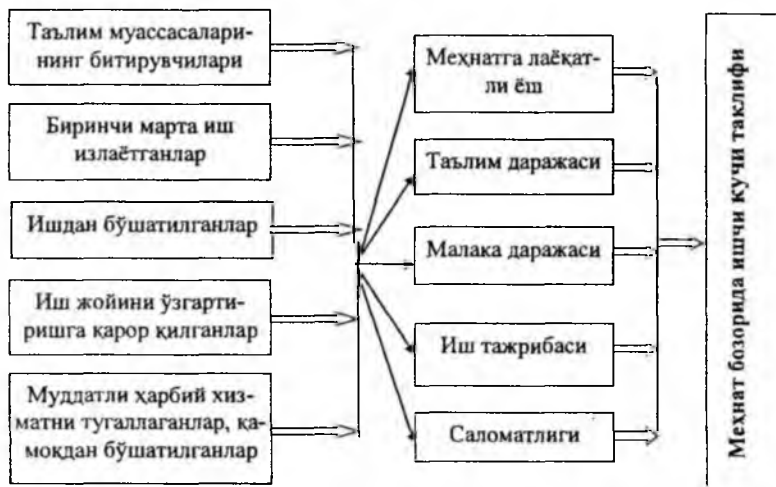 Таълим муассасалари-
нинг битирувчилари
Биринчи марта иш
излаётганлар
Ишдан бўшатилганлар
Иш жойини ўзгарти-
ришга қарор қилганлар
Муддатли ҳарбий хиз-
матни тугаллаганлар, қа-
моқдан бўшатилганлар
Меҳнатга лаёқат-
ли ёш
Таълим даражаси
Малака даражаси
Иш тажрибаси
Саломатлиги
Меҳнат бозорида ишчи кучи таклифи